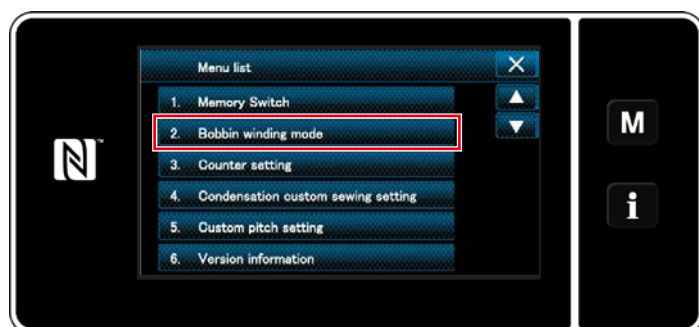 Menu list
1. Memory Switch
2. Bobbin winding mode
3. Counter setting
4. Condensation custom sewing setting
5. Custom pitch setting
6. Version information
M
i